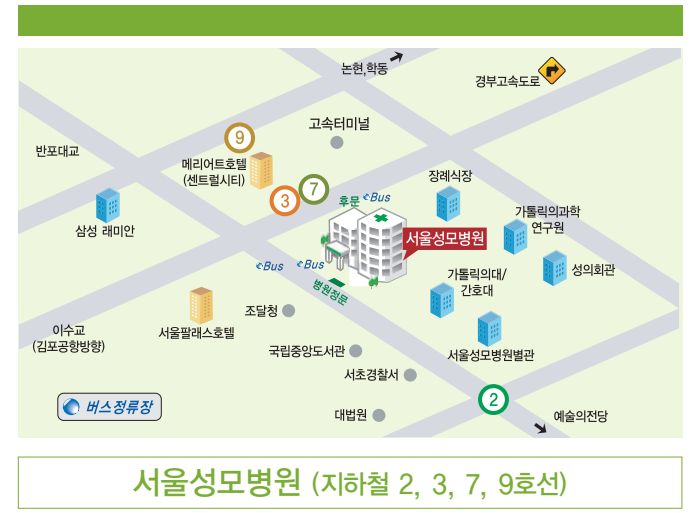 논현,학동
경부고속도로
고속터미널
9
반포대교
메리어트호텔
(센트럴시티)
장례식장
7
3
후문
Bus
삼성 래미안
가톨릭의과학
연구원
서울성모병원
Bus
Bus
병원정문
가톨릭의대/
간호대
성의회관
조달청
이수교
(김포공항방향)
서울팔래스호텔
국립중앙도서관
서울성모병원별관
서초경찰서
2
버스정류장
대법원
예술의전당
서울성모병원 (지하철 2, 3, 7, 9호선)